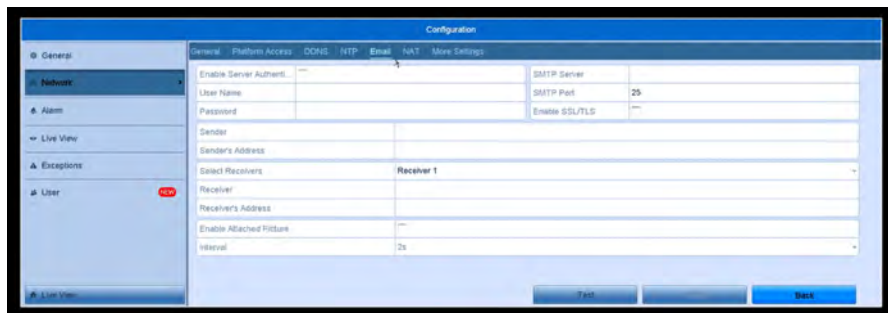 Configuration
General
Network
Alarm
Live View
Exceptions
User NEW
Live View
General Platform Access DDNS NTP Email NAT More Settings
Enable Server Authenti...
SMTP Server
User Name
SMTP Port 25
Password
Enable SSL/TLS
Sender
Sender's Address
Select Receivers Receiver 1
Receiver
Receiver's Address
Enable Attached Picture
Interval 2s
Test
Back